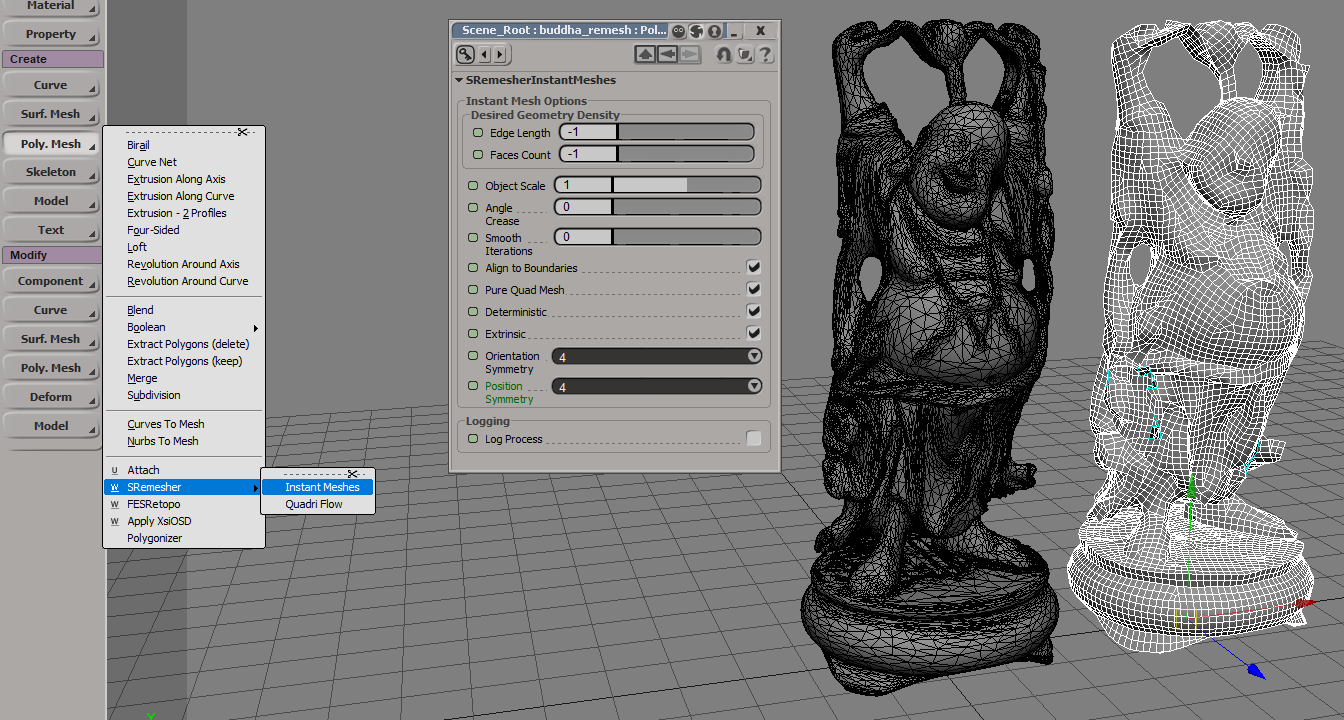 Material
Property
Create
Curve
Surf. Mesh
Poly. Mesh
Skeleton
Model
Text
Modify
Component
Curve
Surf. Mesh
Poly. Mesh
Deform
Model
Birail
Curve Net
Extrusion Along Axis
Extrusion Along Curve
Extrusion - 2 Profiles
Four-Sided
Loft
Revolution Around Axis
Revolution Around Curve
Blend
Boolean
Extract Polygons (delete)
Extract Polygons (keep)
Merge
Subdivision
Curves To Mesh
Nurbs To Mesh
U Attach
W SRemesher
W FESRetopo
W Apply XsiOSD
Polygonizer
Instant Meshes
Quadri Flow
Scene_Root : buddha_remesh : Pol...
SRemesherInstantMeshes
Instant Mesh Options
Desired Geometry Density
Edge Length -1
Faces Count -1
Object Scale 1
Angle 0
Crease
Smooth 0
Iterations
Align to Boundaries
Pure Quad Mesh
Deterministic
Extrinsic
Orientation 4
Symmetry
Position 4
Symmetry
Logging
Log Process